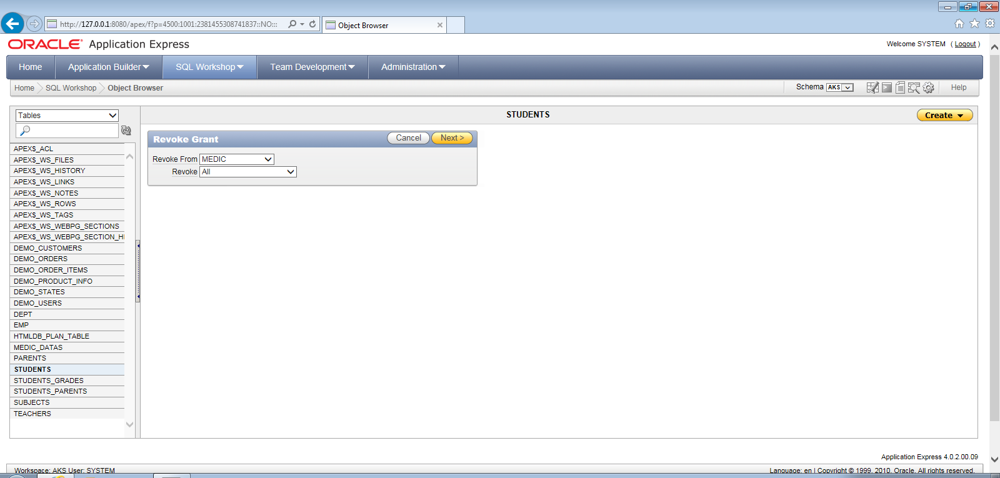 http://127.0.0.1:8080/apex/f?p=4500:1001:2381455308741837::NO:::
Object Browser
ORACLE® Application Express
Welcome SYSTEM ( Logout )
Home Application Builder SQL Workshop Team Development Administration
Home SQL Workshop Object Browser
Schema AKS Help
Tables
STUDENTS
Create
Revoke Grant
Cancel Next >
Revoke From MEDIC
Revoke All
APEX$_ACL
APEX$_WS_FILES
APEX$_WS_HISTORY
APEX$_WS_LINKS
APEX$_WS_NOTES
APEX$_WS_ROWS
APEX$_WS_TAGS
APEX$_WS_WEBPG_SECTIONS
APEX$_WS_WEBPG_SECTION_HI
DEMO_CUSTOMERS
DEMO_ORDERS
DEMO_ORDER_ITEMS
DEMO_PRODUCT_INFO
DEMO_STATES
DEMO_USERS
DEPT
EMP
HTMLDB_PLAN_TABLE
MEDIC_DATAS
PARENTS
STUDENTS
STUDENTS_GRADES
STUDENTS_PARENTS
SUBJECTS
TEACHERS
Application Express 4.0.2.00.09
Workspace: AKS User: SYSTEM
Language: en | Copyright © 1999, 2010, Oracle. All rights reserved.